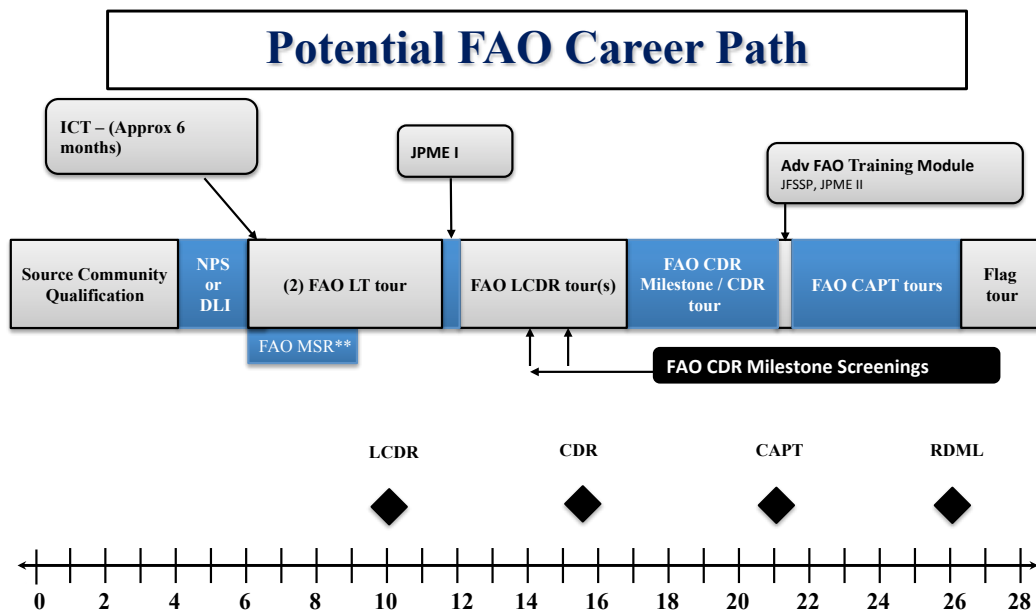 Potential FAO Career Path
ICT – (Approx 6
months)
JPME I
Adv FAO Training Module
JFSSP, JPME II
Source Community
Qualification
NPS
or
DLI
(2) FAO LT tour
FAO LCDR tour(s)
FAO CDR
Milestone / CDR
tour
FAO CAPT tours
Flag
tour
FAO MSR**
FAO CDR Milestone Screenings
LCDR
CDR
CAPT
RDML
0 2 4 6 8 10 12 14 16 18 20 22 24 26 28